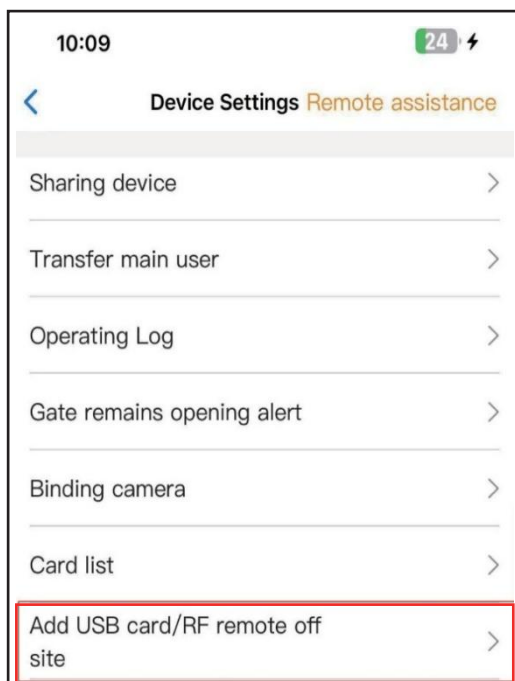 10:09 24
Device Settings Remote assistance
Sharing device
Transfer main user
Operating Log
Gate remains opening alert
Binding camera
Card list
Add USB card/RF remote off
site